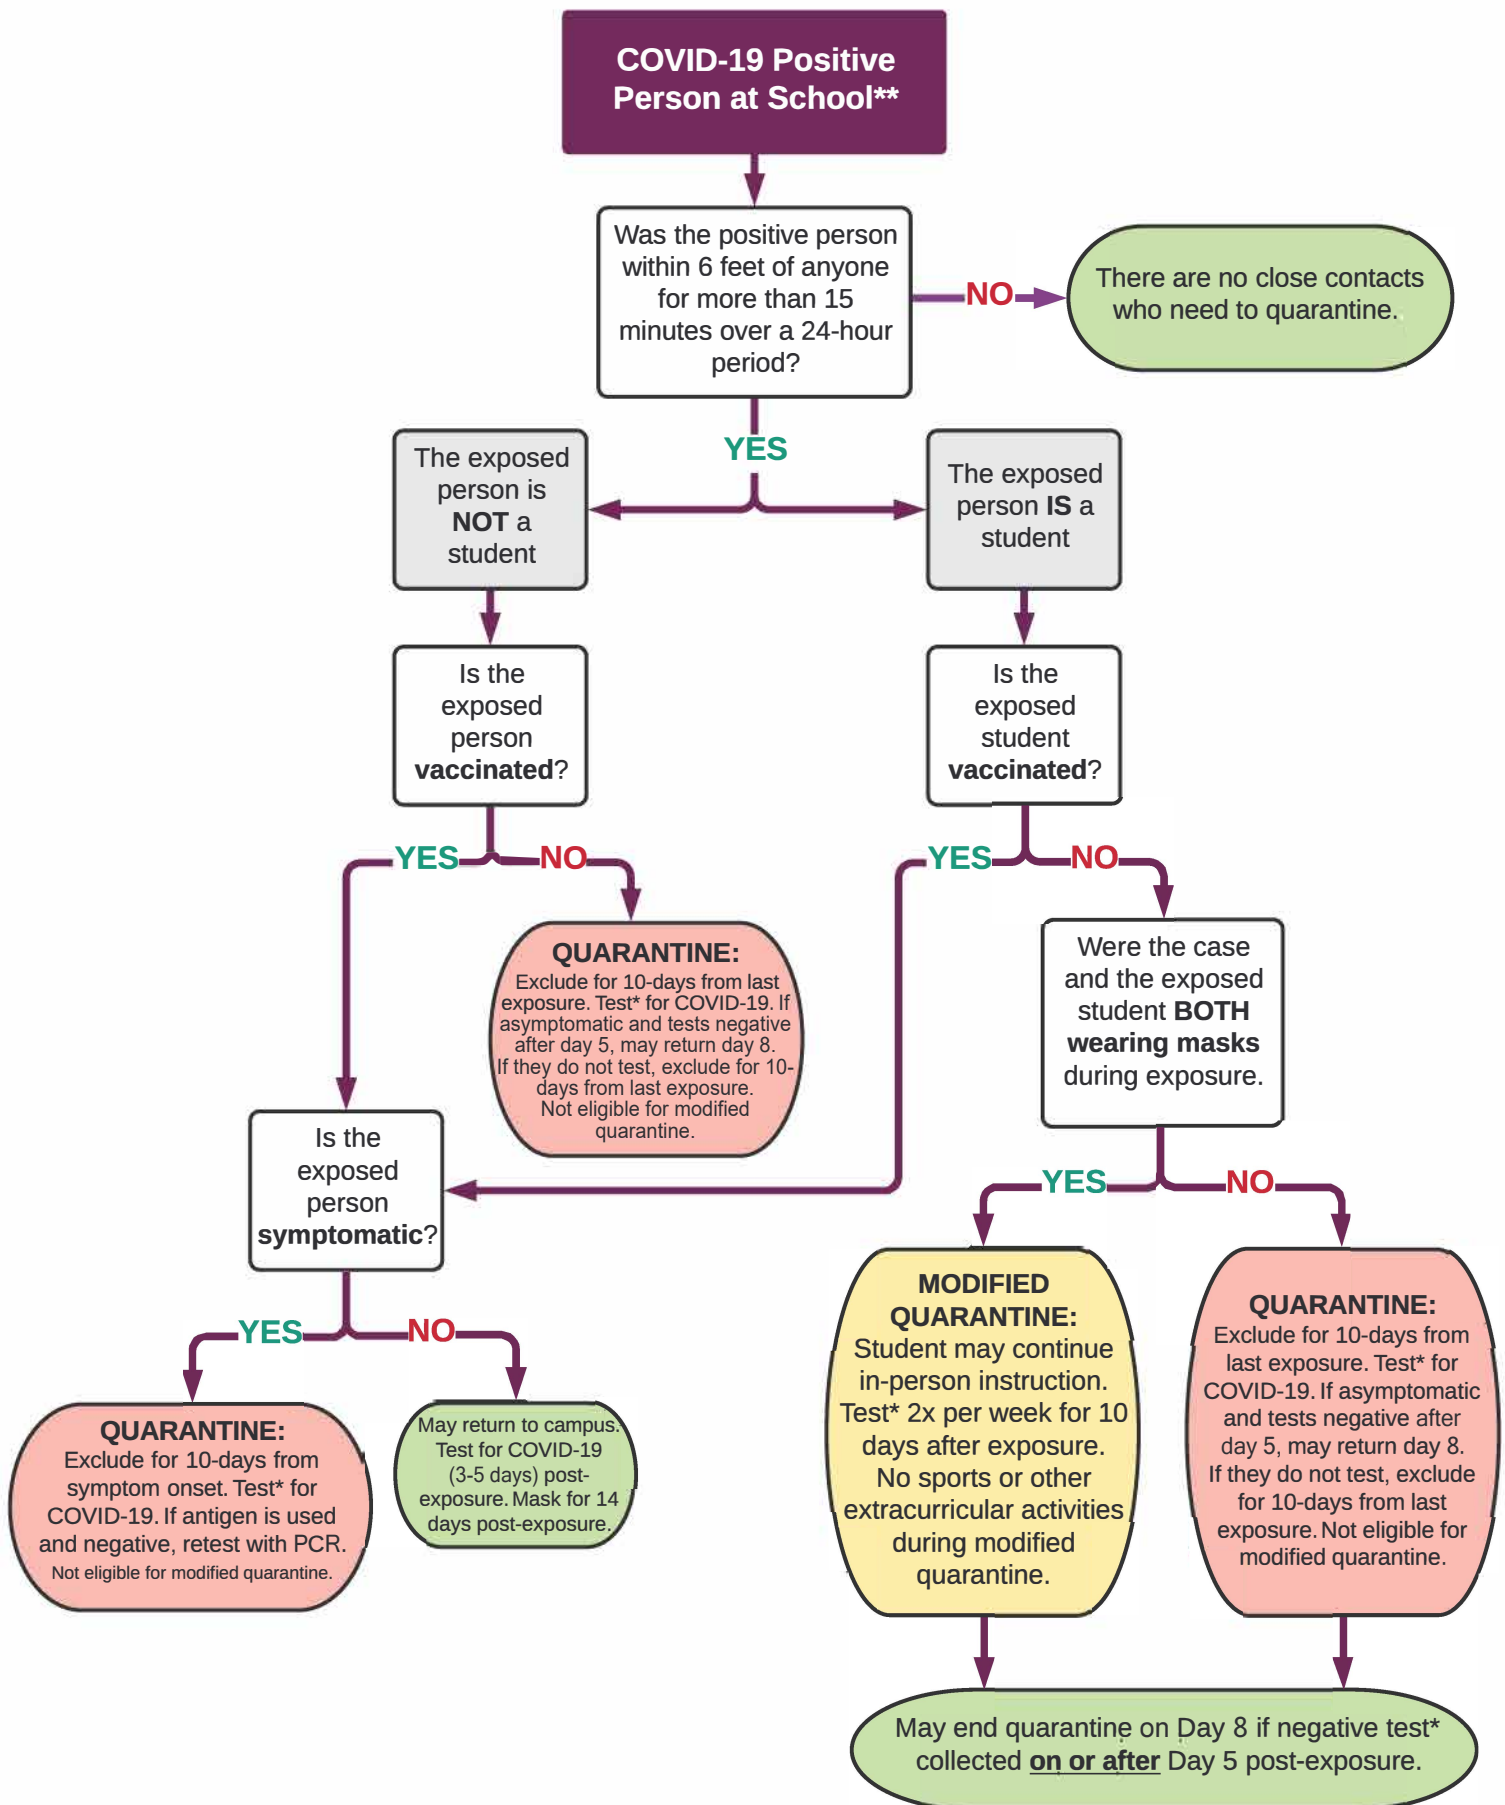 COVID-19 Positive
Person at School**
Was the positive person
within 6 feet of anyone
for more than 15
minutes over a 24-hour
period?
NO
There are no close contacts
who need to quarantine.
YES
The exposed
person is
NOT a
student
The exposed
person IS a
student
Is the
exposed
person
vaccinated?
Is the
exposed
student
vaccinated?
YES
NO
YES
NO
QUARANTINE:
Exclude for 10-days from last
exposure. Test* for COVID-19. If
asymptomatic and tests negative
after day 5, may return day 8.
If they do not test, exclude for 10-
days from last exposure.
Not eligible for modified
quarantine.
Were the case
and the exposed
student BOTH
wearing masks
during exposure.
Is the
exposed
person
symptomatic?
YES
NO
YES
NO
QUARANTINE:
Exclude for 10-days from
symptom onset. Test* for
COVID-19. If antigen is used
and negative, retest with PCR.
Not eligible for modified quarantine.
May return to campus.
Test for COVID-19
(3-5 days) post-
exposure. Mask for 14
days post-exposure.
MODIFIED
QUARANTINE:
Student may continue
in-person instruction.
Test* 2x per week for 10
days after exposure.
No sports or other
extracurricular activities
during modified
quarantine.
QUARANTINE:
Exclude for 10-days from
last exposure. Test* for
COVID-19. If asymptomatic
and tests negative after
day 5, may return day 8.
If they do not test, exclude
for 10-days from last
exposure. Not eligible for
modified quarantine.
May end quarantine on Day 8 if negative test*
collected on or after Day 5 post-exposure.